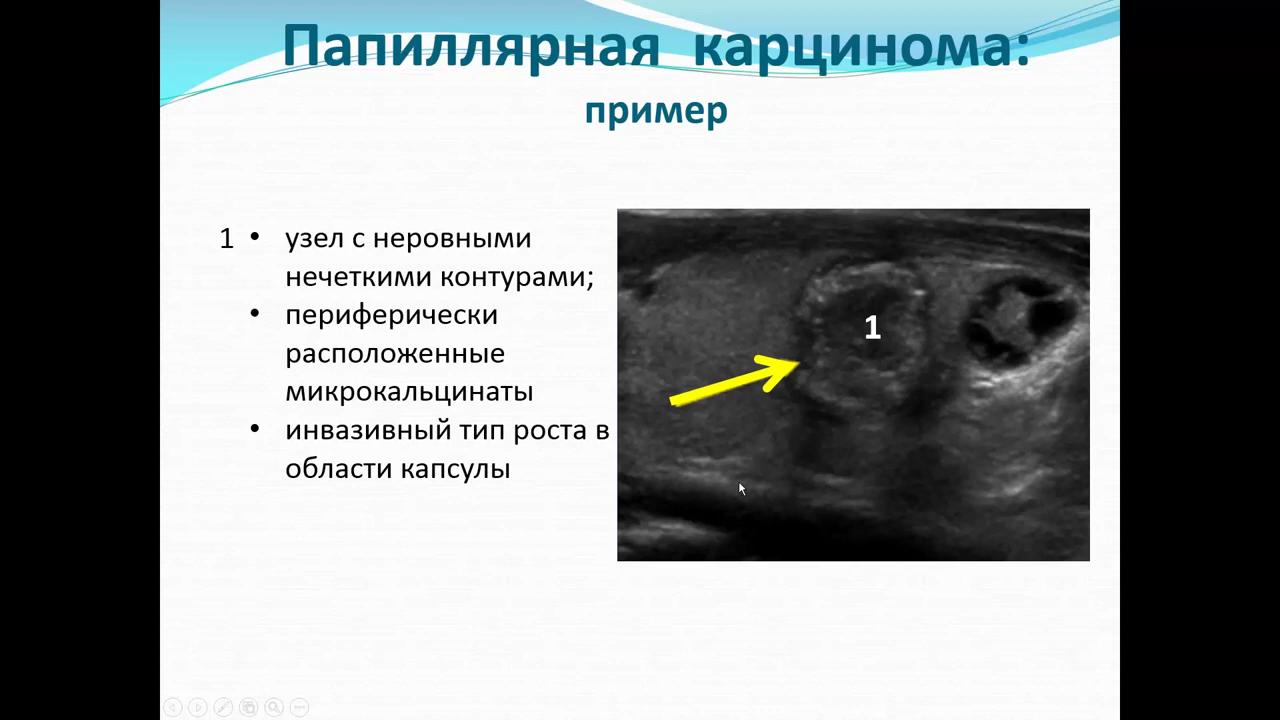 Папиллярная карцинома:
пример
1 • узел с неровными
нечеткими контурами;
• периферически
расположенные
микрокальцинаты
• инвазивный тип роста в
области капсулы
1